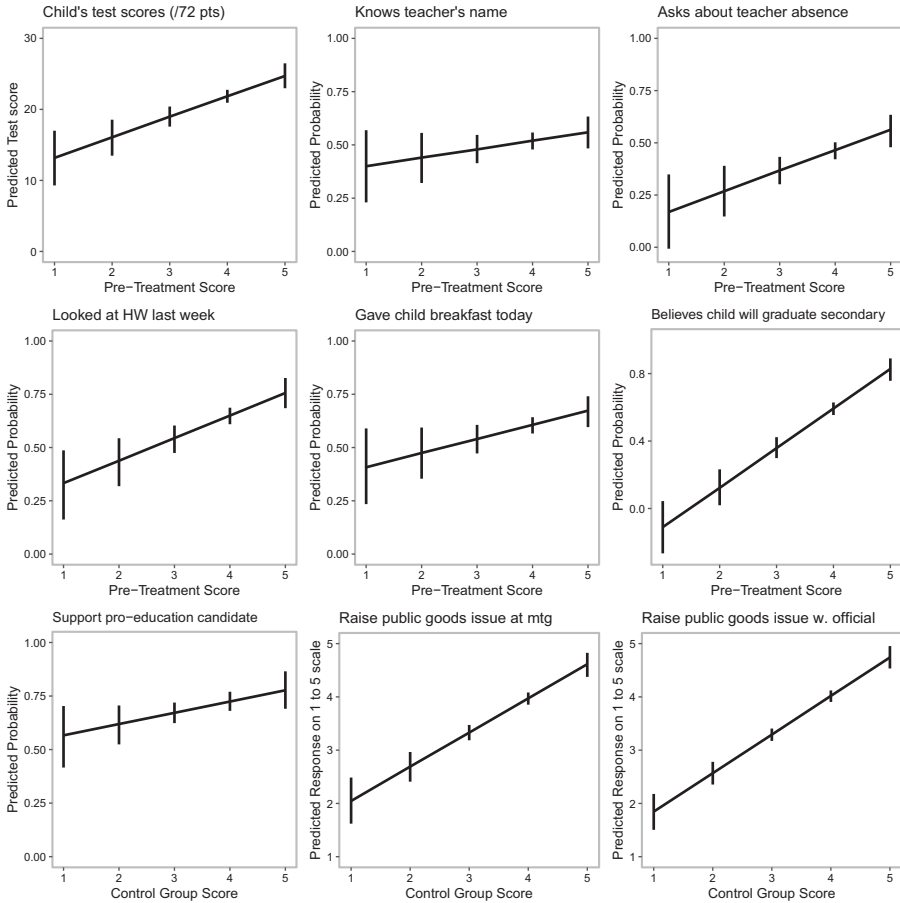 Child's test scores (/72 pts)
Predicted Test score
30
20
10
0
1 2 3 4 5
Pre−Treatment Score
Knows teacher's name
Predicted Probability
1.00
0.75
0.50
0.25
0.00
1 2 3 4 5
Pre−Treatment Score
Asks about teacher absence
Predicted Probability
1.00
0.75
0.50
0.25
0.00
1 2 3 4 5
Pre−Treatment Score
Looked at HW last week
Predicted Probability
1.00
0.75
0.50
0.25
0.00
1 2 3 4 5
Pre−Treatment Score
Gave child breakfast today
Predicted Probability
1.00
0.75
0.50
0.25
0.00
1 2 3 4 5
Pre−Treatment Score
Believes child will graduate secondary
Predicted Probability
0.8
0.4
0.0
1 2 3 4 5
Pre−Treatment Score
Support pro−education candidate
Predicted Probability
1.00
0.75
0.50
0.25
0.00
1 2 3 4 5
Control Group Score
Raise public goods issue at mtg
Predicted Response on 1 to 5 scale
5
4
3
2
1
1 2 3 4 5
Control Group Score
Raise public goods issue w. official
Predicted Response on 1 to 5 scale
5
4
3
2
1
1 2 3 4 5
Control Group Score